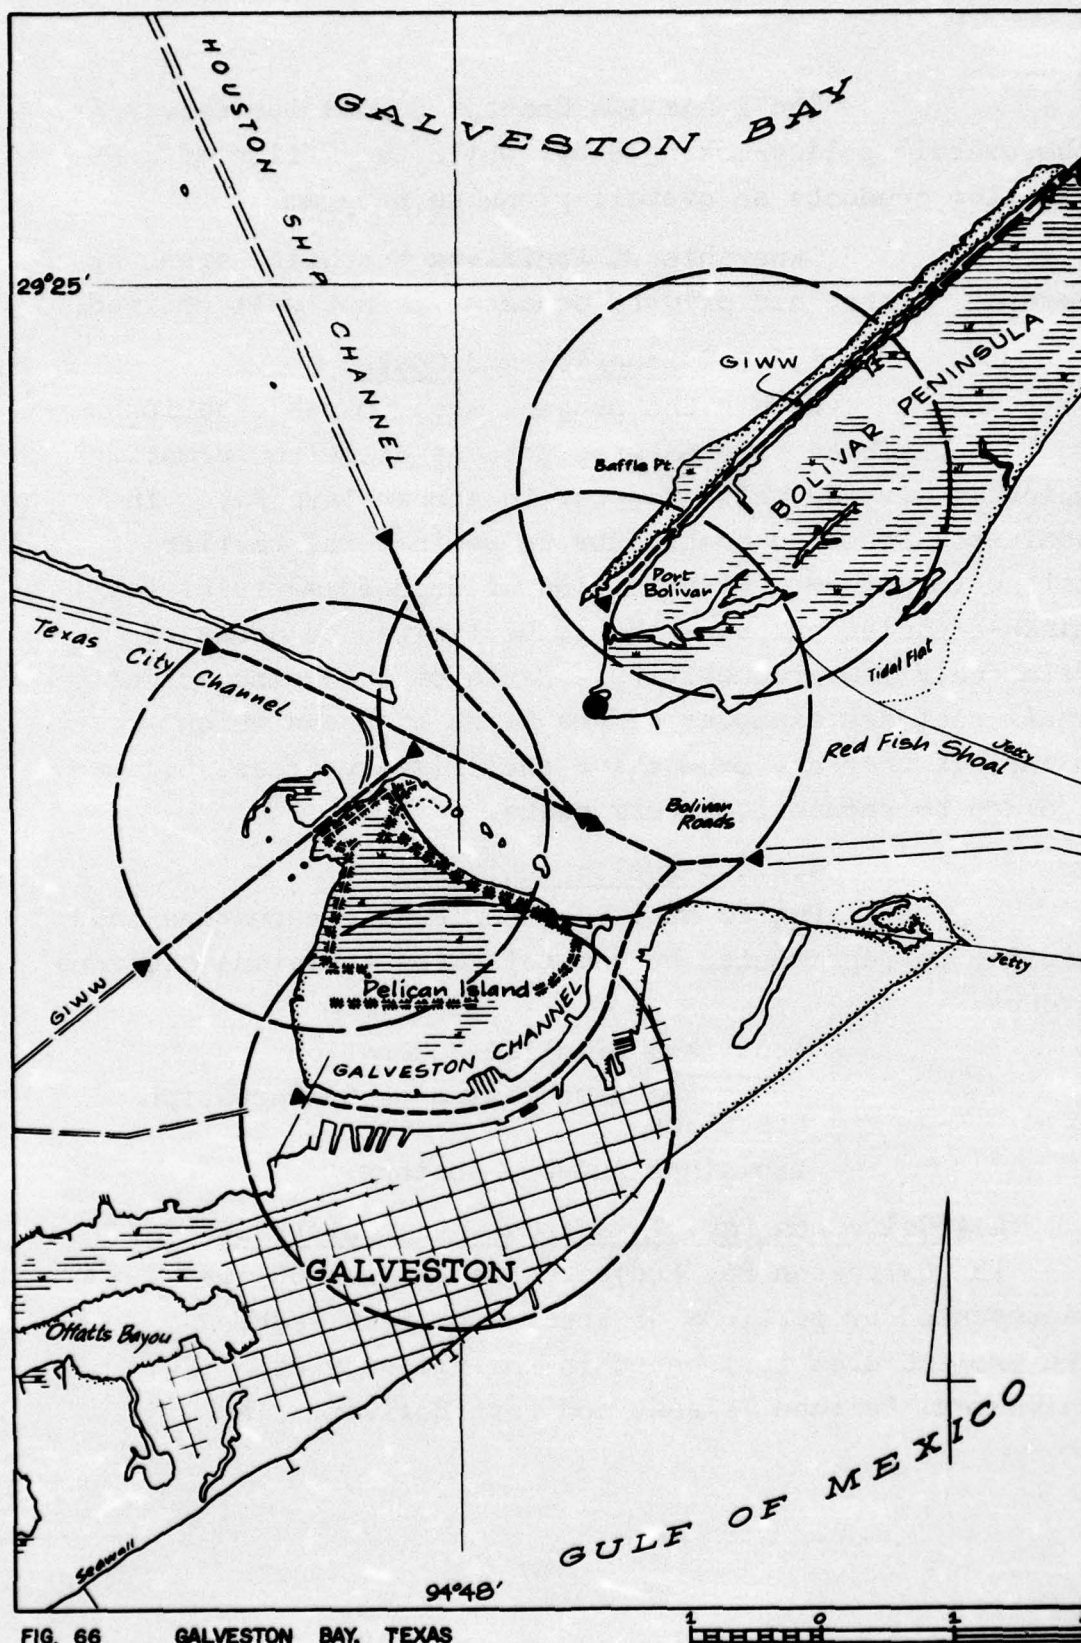 GALVESTON BAY
HOUSTON SHIP CHANNEL
29°25'
GIWW
BOLIVAR PENINSULA
Baffle Pt.
Port
Bolivar
Texas City Channel
Tidal Flat
Red Fish Shoal
Jetty
Bolivar
Roads
Jetty
GIWW
Pelican Island
GALVESTON CHANNEL
GALVESTON
Offatts Bayou
GULF OF MEXICO
Seawall
94°48'
FIG. 66 GALVESTON BAY, TEXAS
1 0 1